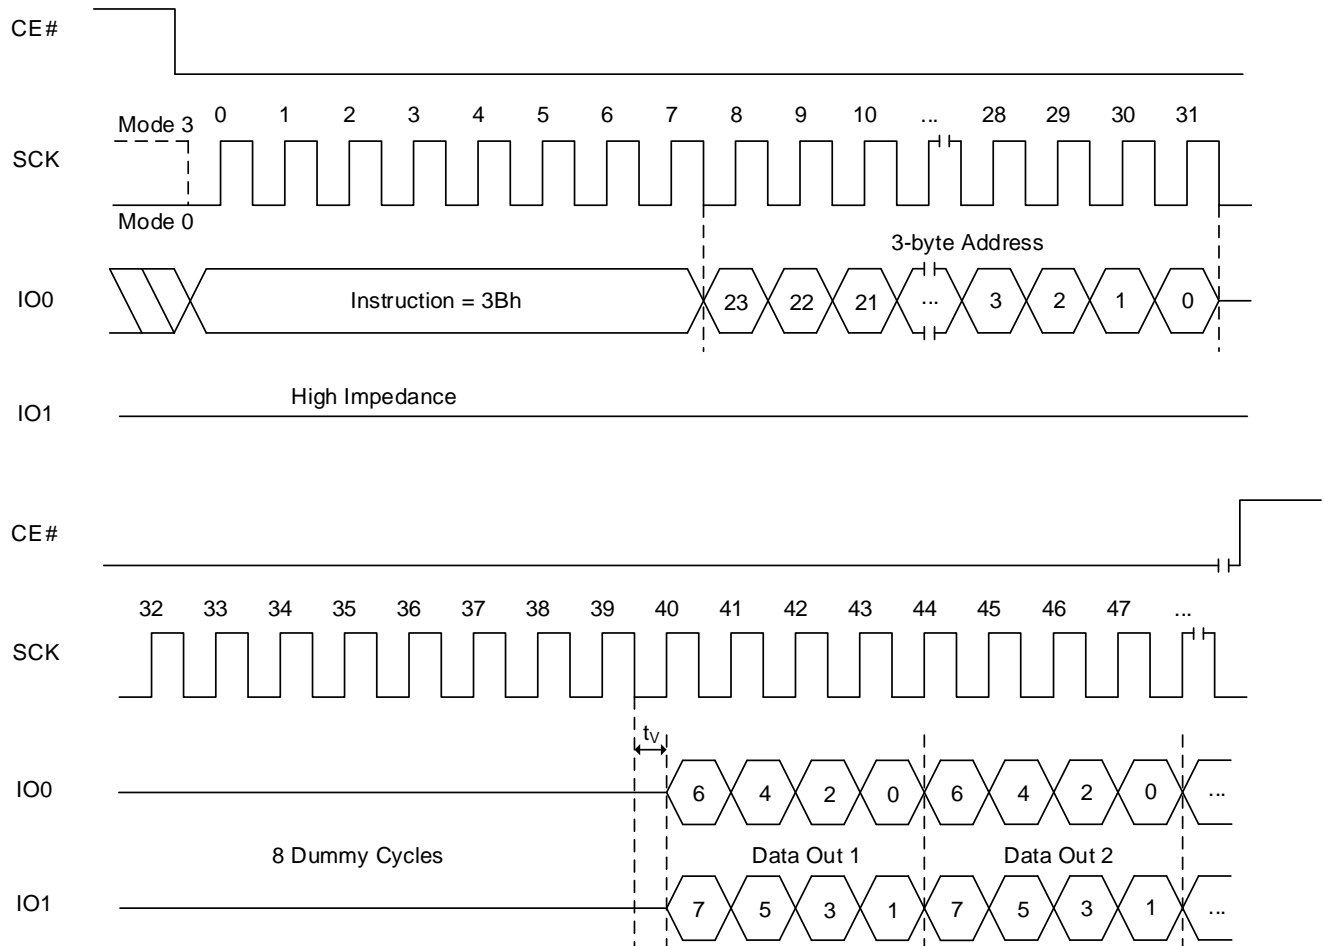 CE#
Mode 3 0 1 2 3 4 5 6 7 8 9 10 ... 28 29 30 31
SCK
Mode 0
3-byte Address
IO0 Instruction = 3Bh 23 22 21 ... 3 2 1 0
High Impedance
IO1
CE#
32 33 34 35 36 37 38 39 40 41 42 43 44 45 46 47 ...
SCK
tV
IO0 6 4 2 0 6 4 2 0 ...
8 Dummy Cycles Data Out 1 Data Out 2
IO1 7 5 3 1 7 5 3 1 ...